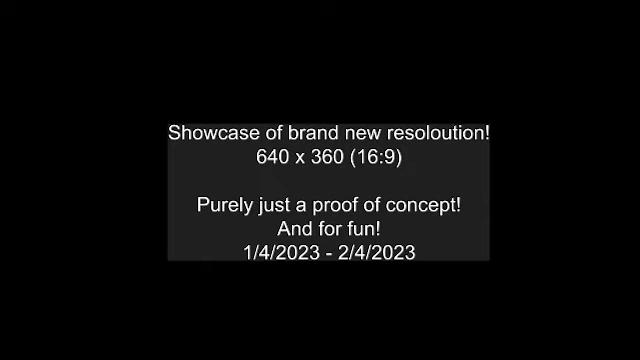 Showcase of brand new resoloution!
640 x 360 (16:9)
Purely just a proof of concept!
And for fun!
1/4/2023 - 2/4/2023